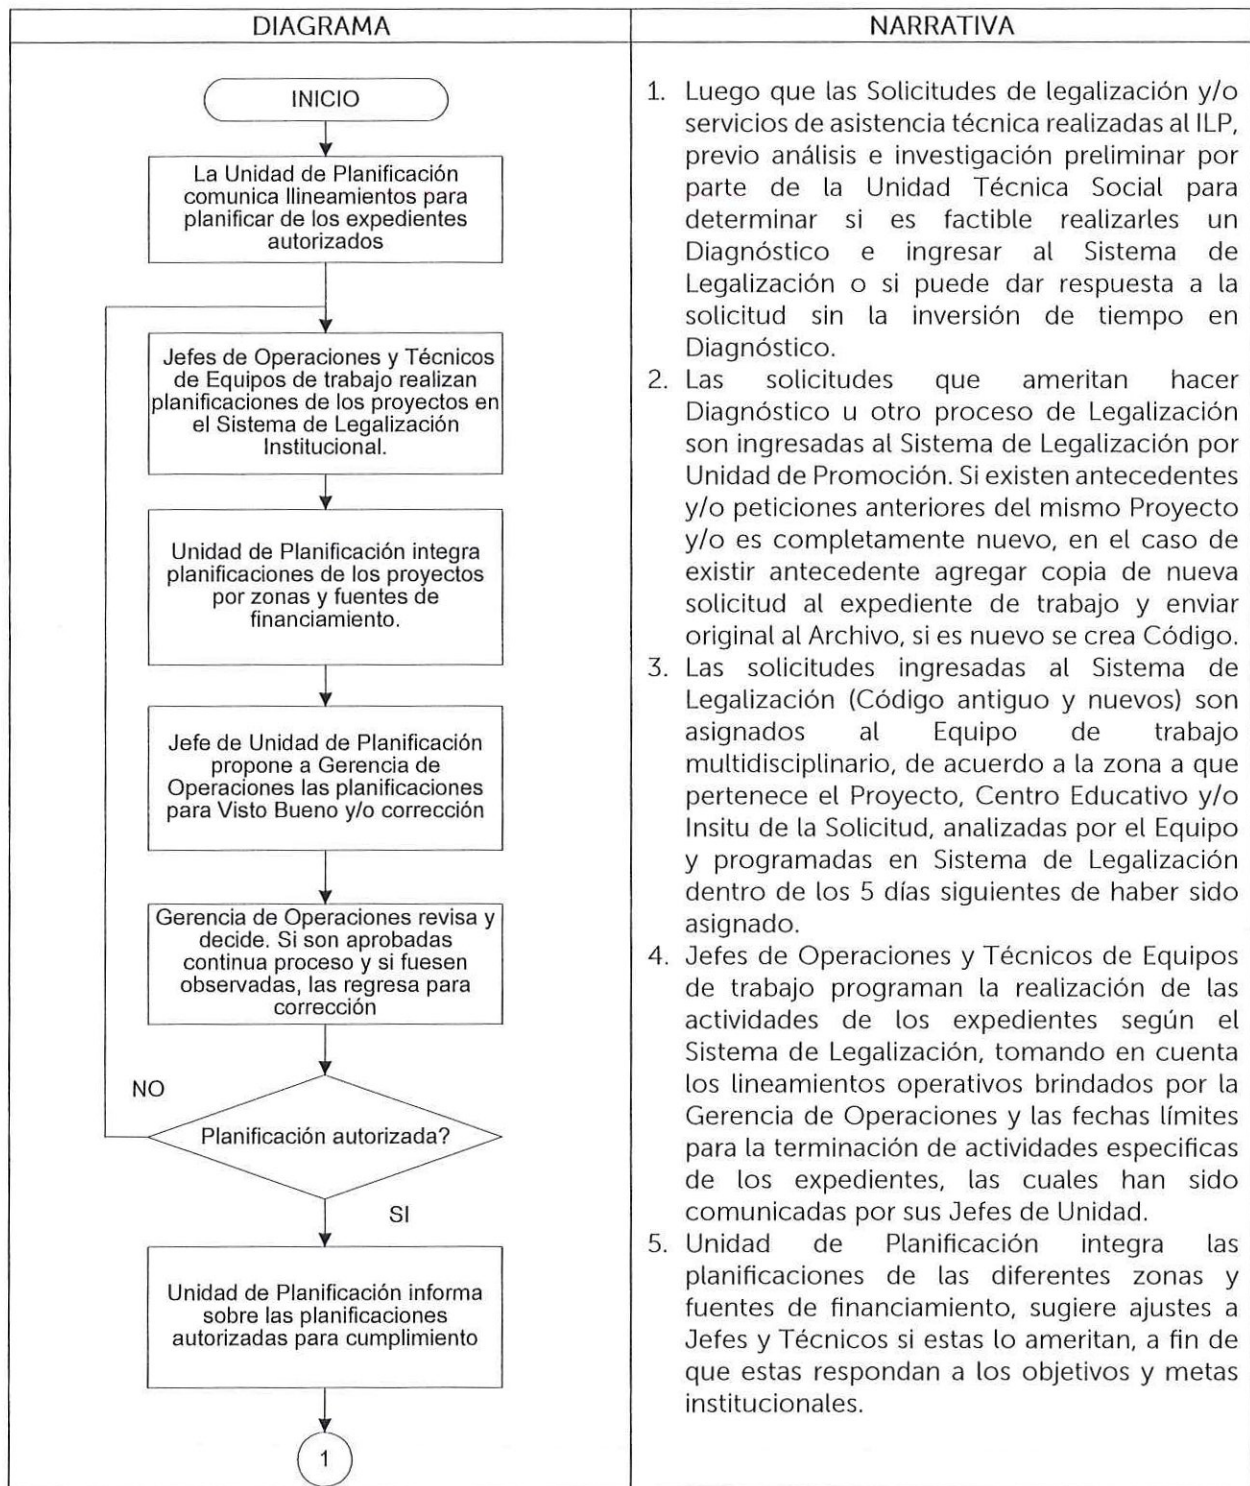 DIAGRAMA
NARRATIVA
INICIO
La Unidad de Planificación
comunica llineamientos para
planificar de los expedientes
autorizados
Jefes de Operaciones y Técnicos
de Equipos de trabajo realizan
planificaciones de los proyectos en
el Sistema de Legalización
Institucional.
Unidad de Planificación integra
planificaciones de los proyectos
por zonas y fuentes de
financiamiento.
Jefe de Unidad de Planificación
propone a Gerencia de
Operaciones las planificaciones
para Visto Bueno y/o corrección
Gerencia de Operaciones revisa y
decide. Si son aprobadas
continua proceso y si fuesen
observadas, las regresa para
corrección
NO
Planificación autorizada?
SI
Unidad de Planificación informa
sobre las planificaciones
autorizadas para cumplimiento
1
1. Luego que las Solicitudes de legalización y/o
servicios de asistencia técnica realizadas al ILP,
previo análisis e investigación preliminar por
parte de la Unidad Técnica Social para
determinar si es factible realizarles un
Diagnóstico e ingresar al Sistema de
Legalización o si puede dar respuesta a la
solicitud sin la inversión de tiempo en
Diagnóstico.
2. Las solicitudes que ameritan hacer
Diagnóstico u otro proceso de Legalización
son ingresadas al Sistema de Legalización por
Unidad de Promoción. Si existen antecedentes
y/o peticiones anteriores del mismo Proyecto
y/o es completamente nuevo, en el caso de
existir antecedente agregar copia de nueva
solicitud al expediente de trabajo y enviar
original al Archivo, si es nuevo se crea Código.
3. Las solicitudes ingresadas al Sistema de
Legalización (Código antiguo y nuevos) son
asignados al Equipo de trabajo
multidisciplinario, de acuerdo a la zona a que
pertenece el Proyecto, Centro Educativo y/o
Insitu de la Solicitud, analizadas por el Equipo
y programadas en Sistema de Legalización
dentro de los 5 días siguientes de haber sido
asignado.
4. Jefes de Operaciones y Técnicos de Equipos
de trabajo programan la realización de las
actividades de los expedientes según el
Sistema de Legalización, tomando en cuenta
los lineamientos operativos brindados por la
Gerencia de Operaciones y las fechas límites
para la terminación de actividades especificas
de los expedientes, las cuales han sido
comunicadas por sus Jefes de Unidad.
5. Unidad de Planificación integra las
planificaciones de las diferentes zonas y
fuentes de financiamiento, sugiere ajustes a
Jefes y Técnicos si estas lo ameritan, a fin de
que estas respondan a los objetivos y metas
institucionales.